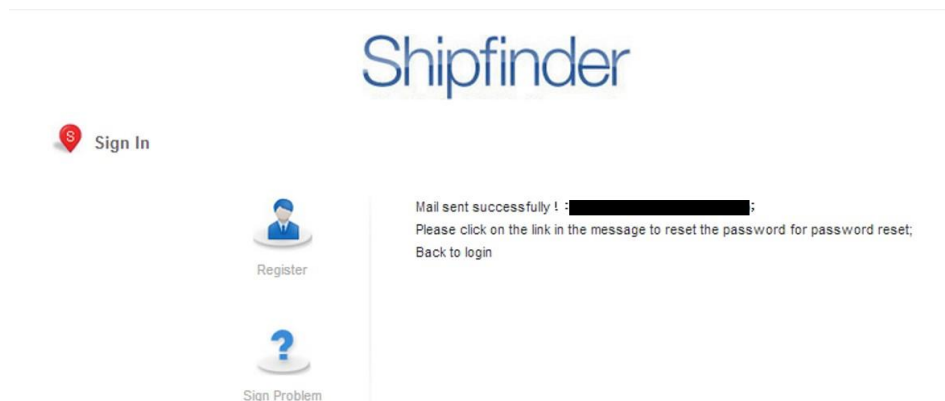 Shipfinder
S
Sign In
Mail sent successfully！：;
Please click on the link in the message to reset the password for password reset;
Back to login
Register
?
Sign Problem